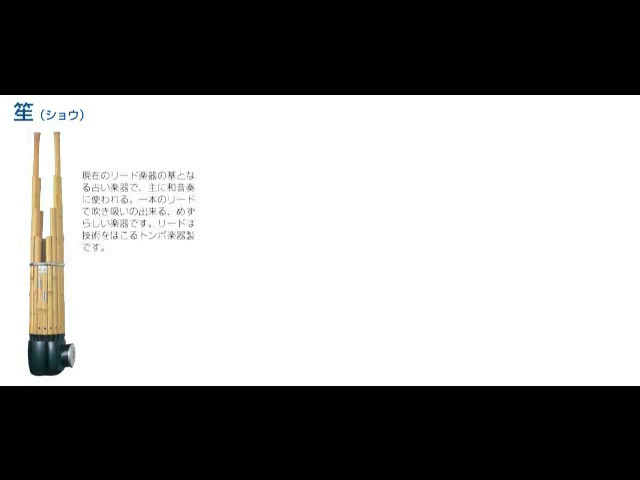 笙（ショウ）
現在のリード楽器の基とな
る古い楽器で、主に和音奏
に使われる。一本のリード
で吹き吸いの出来る、めず
らしい楽器です。リードは
技術をほこるトンボ楽器製
です。